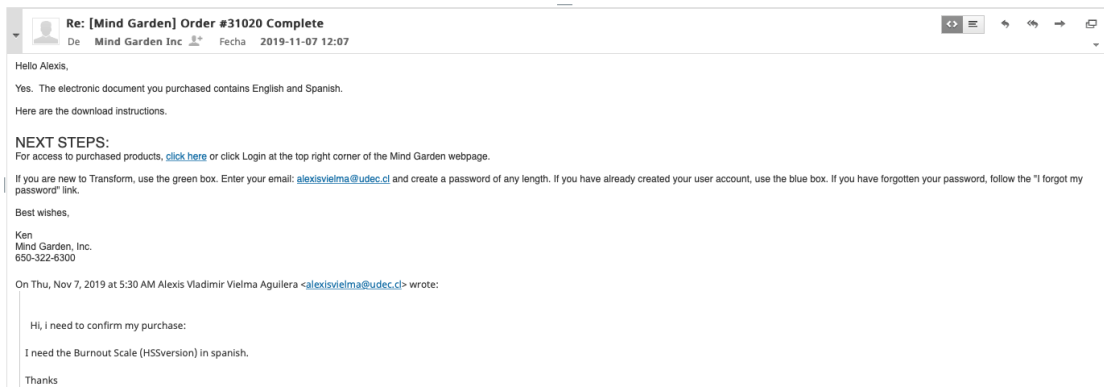 Re: [Mind Garden] Order #31020 Complete
De Mind Garden Inc Fecha 2019-11-07 12:07
Hello Alexis,
Yes. The electronic document you purchased contains English and Spanish.
Here are the download instructions.
NEXT STEPS:
For access to purchased products, click here or click Login at the top right corner of the Mind Garden webpage.
If you are new to Transform, use the green box. Enter your email: alexisvielma@udec.cl and create a password of any length. If you have already created your user account, use the blue box. If you have forgotten your password, follow the "I forgot my
password" link.
Best wishes,
Ken
Mind Garden, Inc.
650-322-6300
On Thu, Nov 7, 2019 at 5:30 AM Alexis Vladimir Vielma Aguilera <alexisvielma@udec.cl> wrote:
Hi, i need to confirm my purchase:
I need the Burnout Scale (HSSversion) in spanish.
Thanks